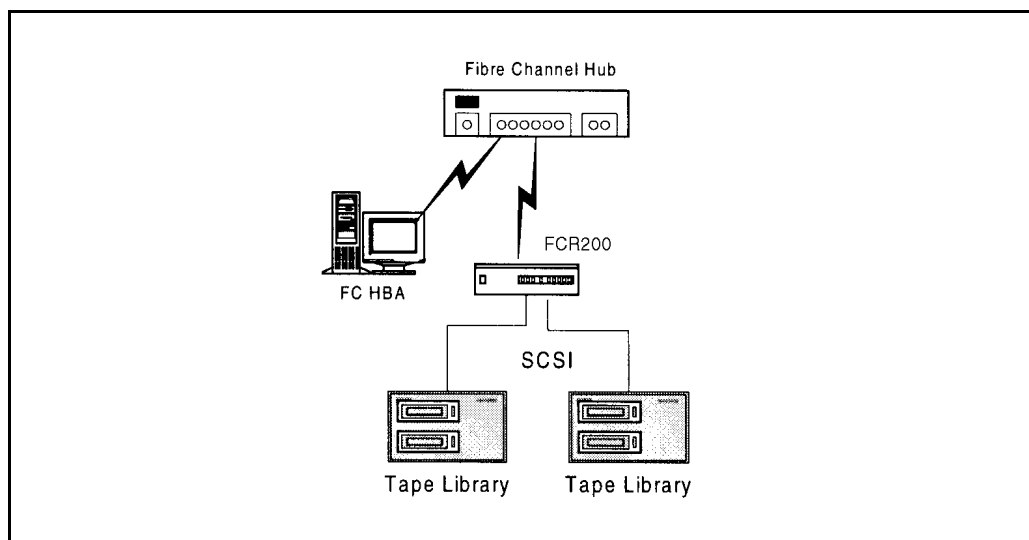 Fibre Channel Hub
FCR200
FC HBA
SCSI
Tape Library
Tape Library